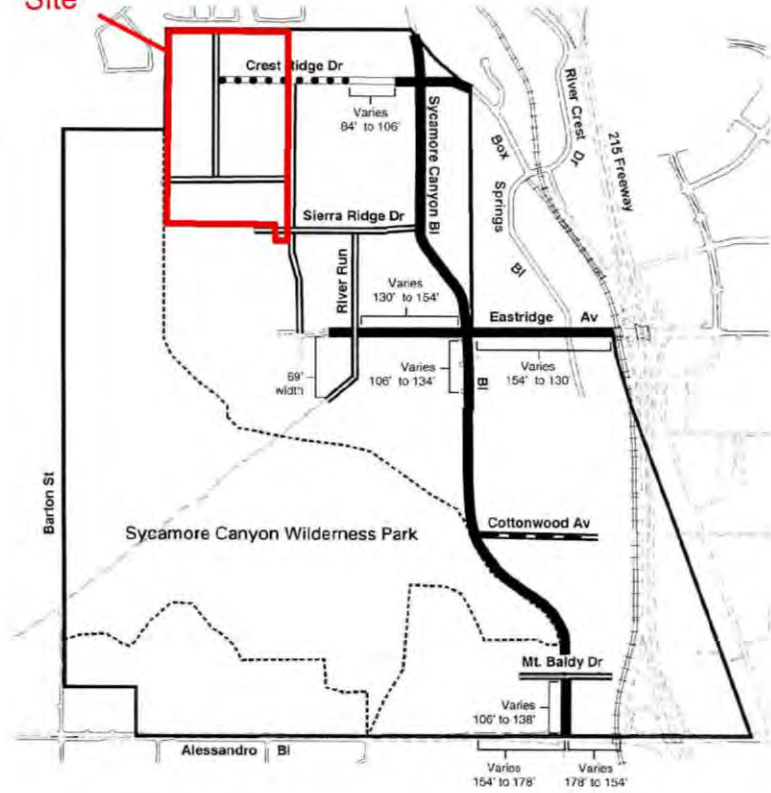 Site
Crest Ridge Dr
Varies
84' to 106'
Sycamore Canyon Bl
River Crest Dr
215 Freeway
Box
Springs
Bl
Sierra Ridge Dr
River Run
Varies
130' to 154'
Eastridge Av
69'
width
Varies
106' to 134'
Bl
Varies
154' to 130'
Barton St
Cottonwood Av
Sycamore Canyon Wilderness Park
Mt. Baldy Dr
Varies
106' to 138'
Alessandro Bl
Varies
154' to 178'
Varies
178' to 154'